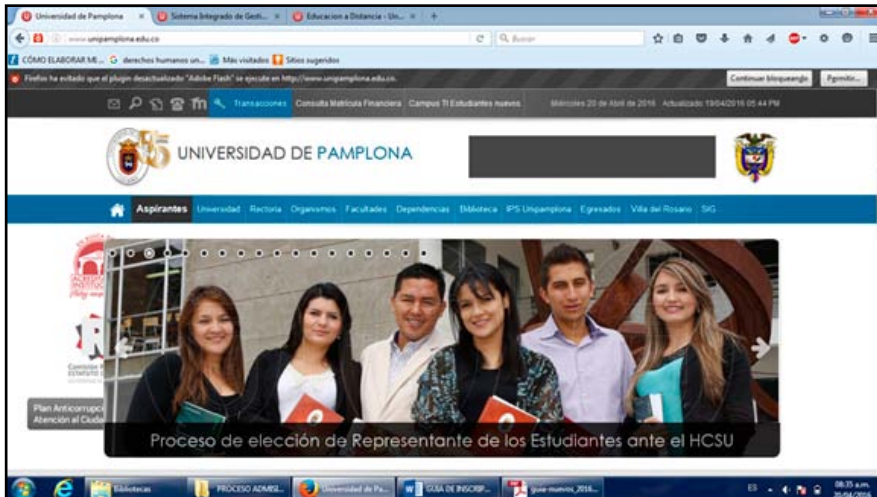 Universidad de Pamplona
Sistema Integrado de Gesti...
Educacion a Distancia - Un...
www.unipamplona.edu.co
Buscar
CÓMO ELABORAR ME...
derechos humanos un...
Más visitados
Sitios sugeridos
Firefox ha evitado que el plugin desactualizado "Adobe Flash" se ejecute en http://www.unipamplona.edu.co.
Continuar bloqueando
Permitir...
Transacciones
Consulta Matrícula Financiera
Campus TI Estudiantes nuevos
Miércoles 20 de Abril de 2016
Actualizado: 19/04/2016 05:44 PM
UNIVERSIDAD DE PAMPLONA
Aspirantes Universidad Rectoría Organismos Facultades Dependencias Biblioteca IPS Unipamplona Egresados Villa del Rosario SIG
Plan Anticorrupci
Atención al Ciuda
Proceso de elección de Representante de los Estudiantes ante el HCSU
Bibliotecas
PROCESO ADMISI...
Universidad de Pa...
GUIA DE INSCRIP...
guia-nuevos_2016...
ES
08:35 a.m.
20/04/2016